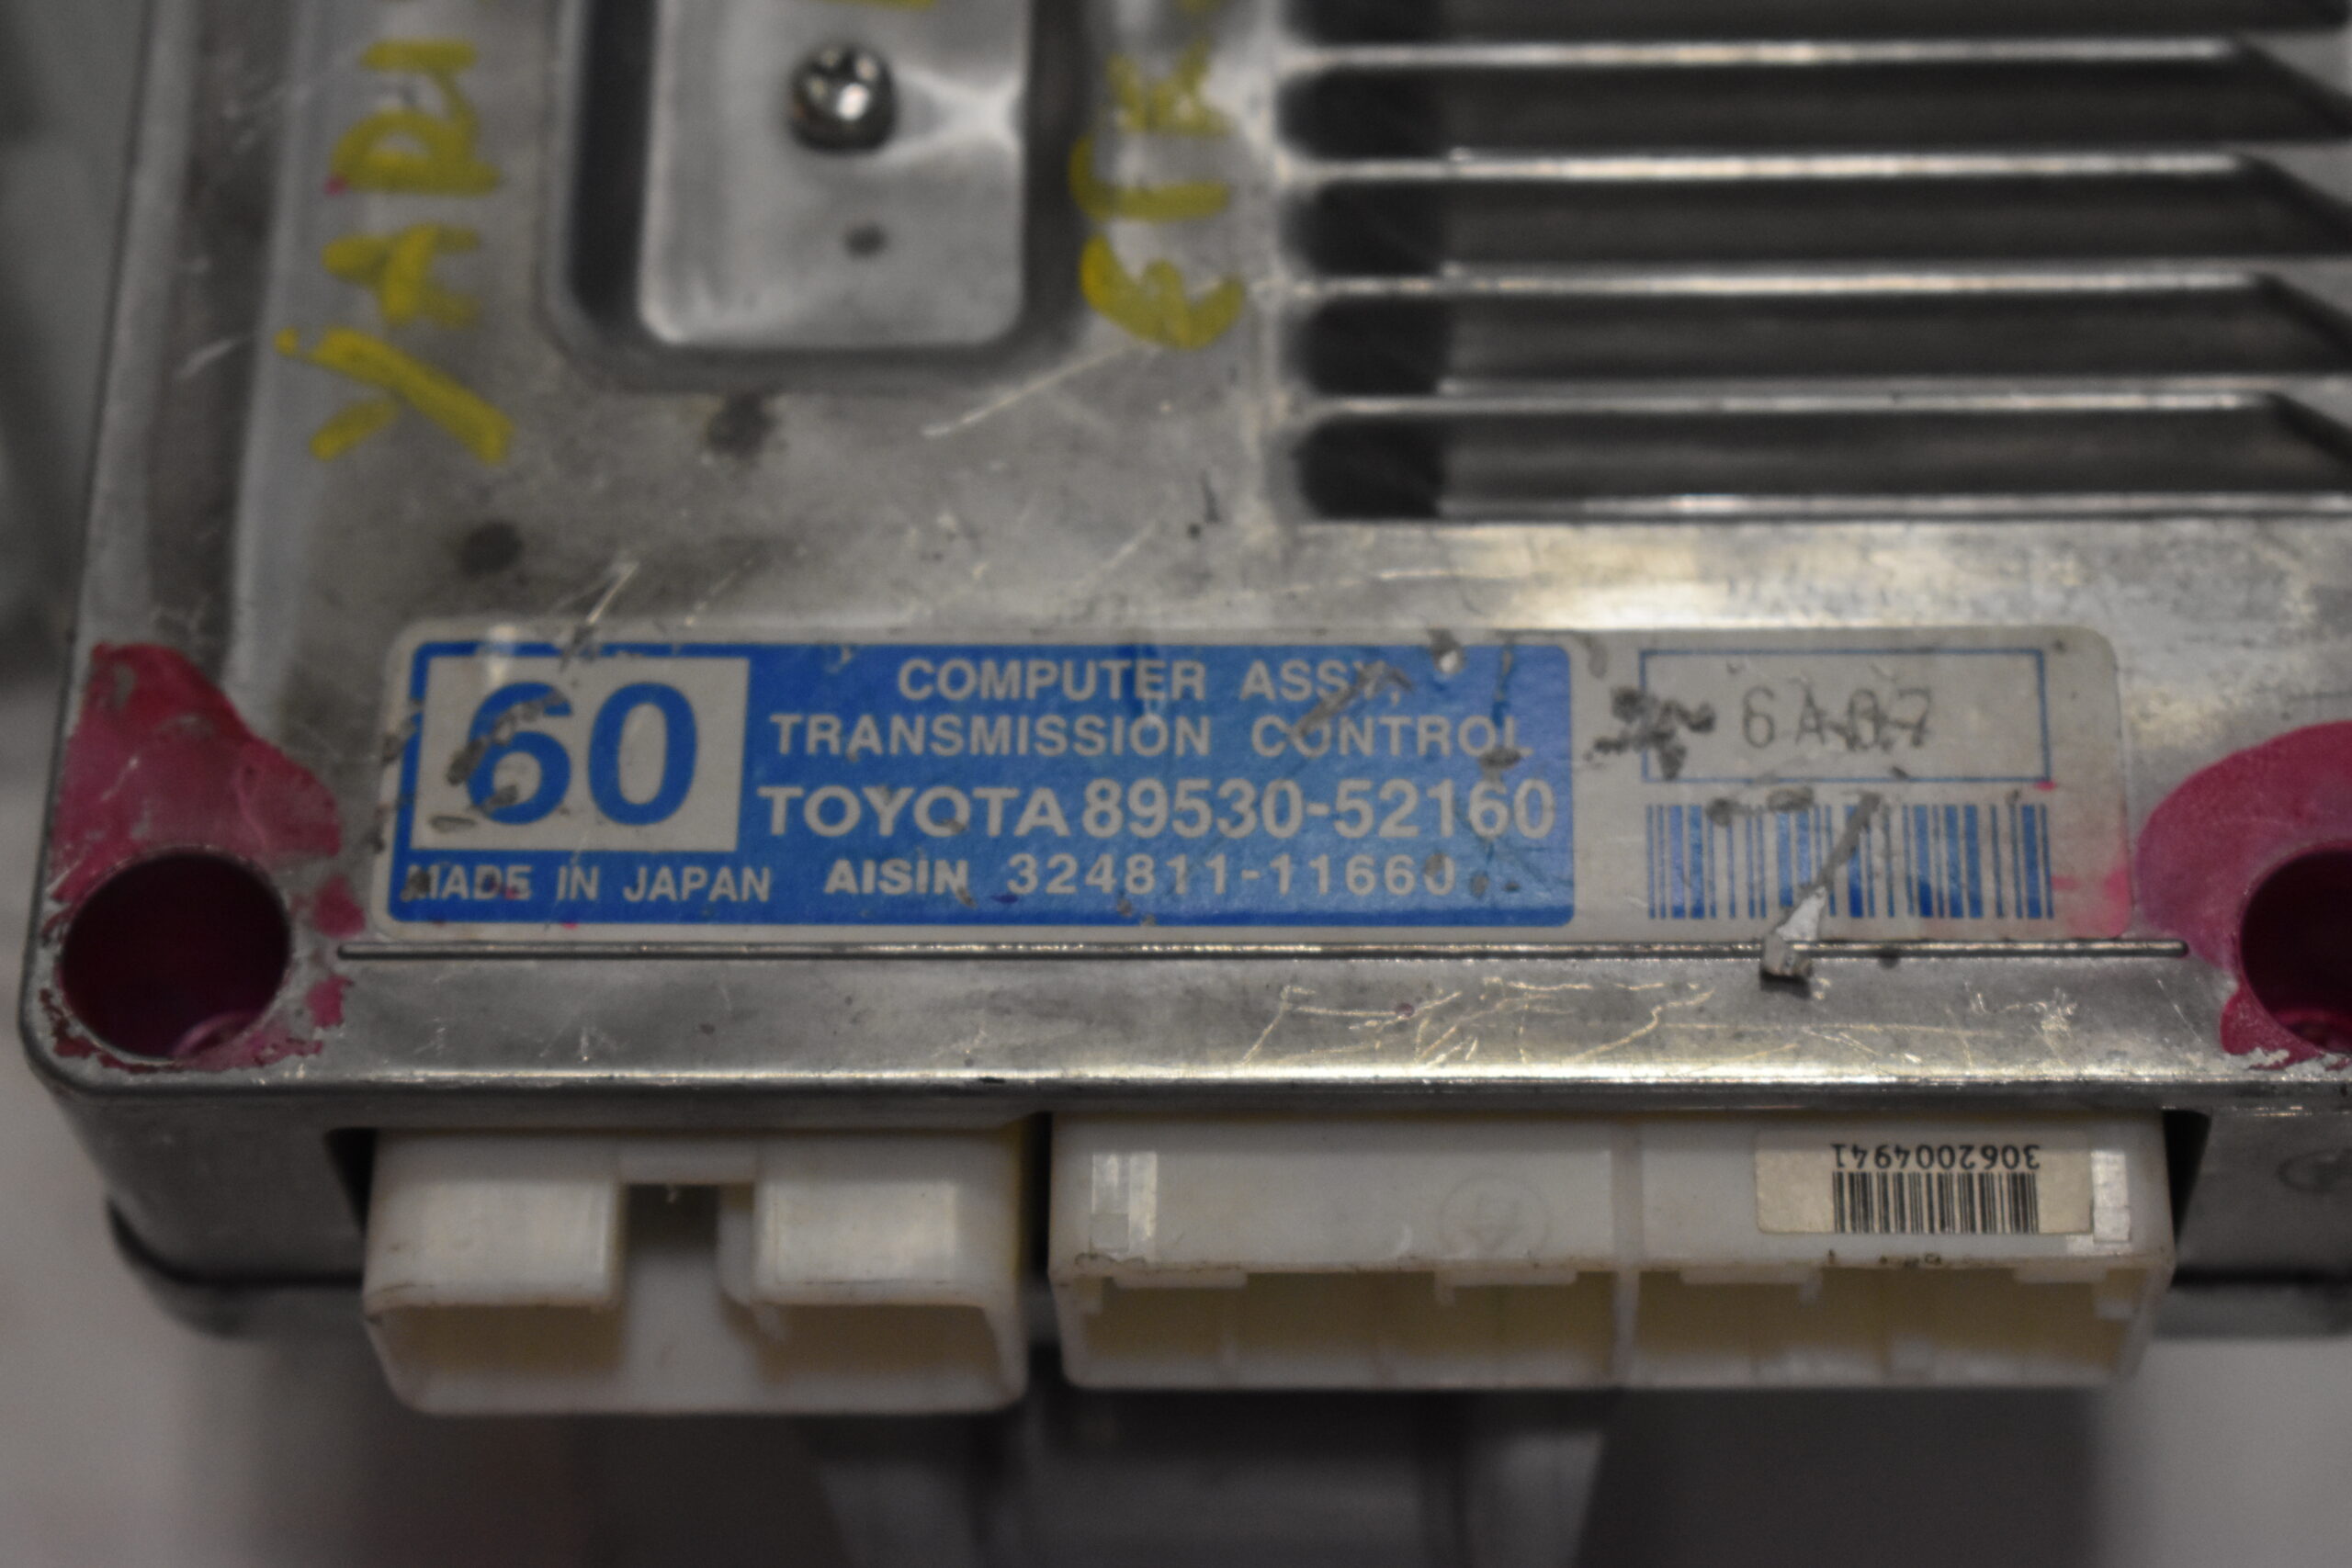 60
COMPUTER ASSY,
TRANSMISSION CONTROL
TOYOTA 89530-52160
MADE IN JAPAN AISIN 324811-11660
6A07
3062004941